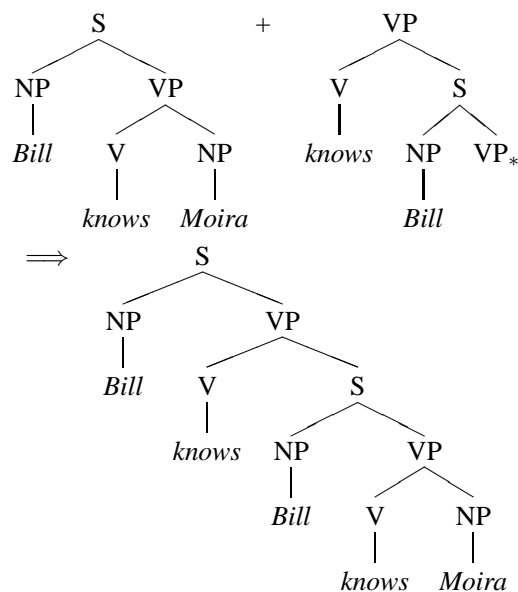 S + VP
NP VP V S
Bill V NP knows NP VP*
knows Moira Bill
⟹ S
NP VP
Bill V S
knows NP VP
Bill V NP
knows Moira